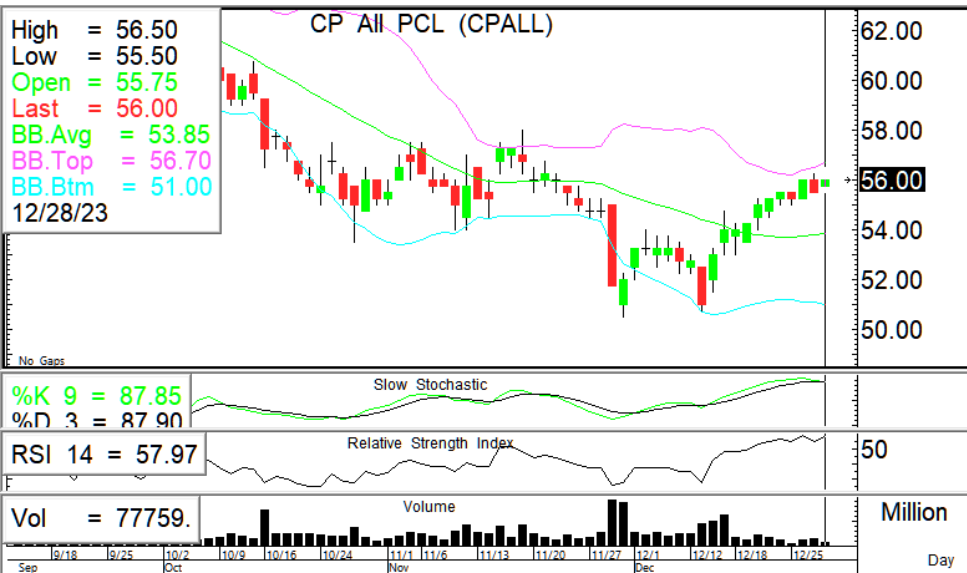 CP All PCL (CPALL)
High = 56.50
Low = 55.50
Open = 55.75
Last = 56.00
BB.Avg = 53.85
BB.Top = 56.70
BB.Btm = 51.00
12/28/23
62.00
60.00
58.00
56.00
54.00
52.00
50.00
No Gaps
Slow Stochastic
%K 9 = 87.85
%D 3 = 87.90
Relative Strength Index
RSI 14 = 57.97
50
Volume
Vol = 77759.
Million
9/18 9/25 10/2 10/9 10/16 10/24 11/1 11/6 11/13 11/20 11/27 12/1 12/12 12/18 12/25
Sep Oct Nov Dec
Day